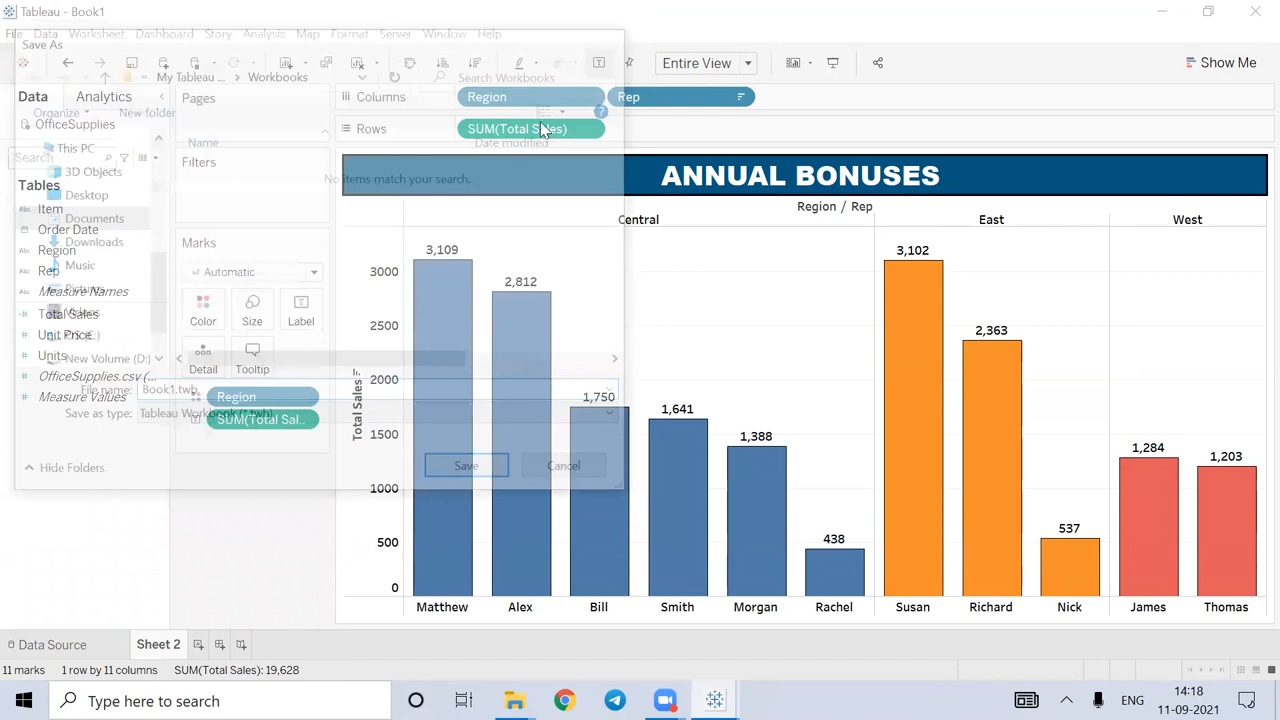 Tableau - Book1
File Data Worksheet Dashboard Story Analysis Map Format Server Window Help
Save As
Entire View
Show Me
My Tableau ...
Workbooks
Search Workbooks
Data Analytics
Organize
New folder
OfficeSupplies
Search
This PC
3D Objects
Desktop
Documents
Downloads
Music
Pictures
Videos
OS (C:)
New Volume (D:)
Tables
Item
Order Date
Region
Rep
Measure Names
Total Sales
Unit Price
Units
OfficeSupplies.csv (...
Measure Values
Name
Date modified
No items match your search.
File name: Book1.twb
Save as type: Tableau Workbook (*.twb)
Hide Folders
Save
Cancel
Pages
Filters
Marks
Automatic
Color Size Label
Detail Tooltip
Region
SUM(Total Sal..
Columns Region Rep
Rows SUM(Total Sales)
ANNUAL BONUSES
Region / Rep
Central East West
Total Sales
3000
2500
2000
1500
1000
500
0
3,109
2,812
1,750
1,641
1,388
438
3,102
2,363
537
1,284
1,203
Matthew Alex Bill Smith Morgan Rachel Susan Richard Nick James Thomas
Data Source Sheet 2
11 marks 1 row by 11 columns SUM(Total Sales): 19,628
Type here to search
ENG
14:18
11-09-2021